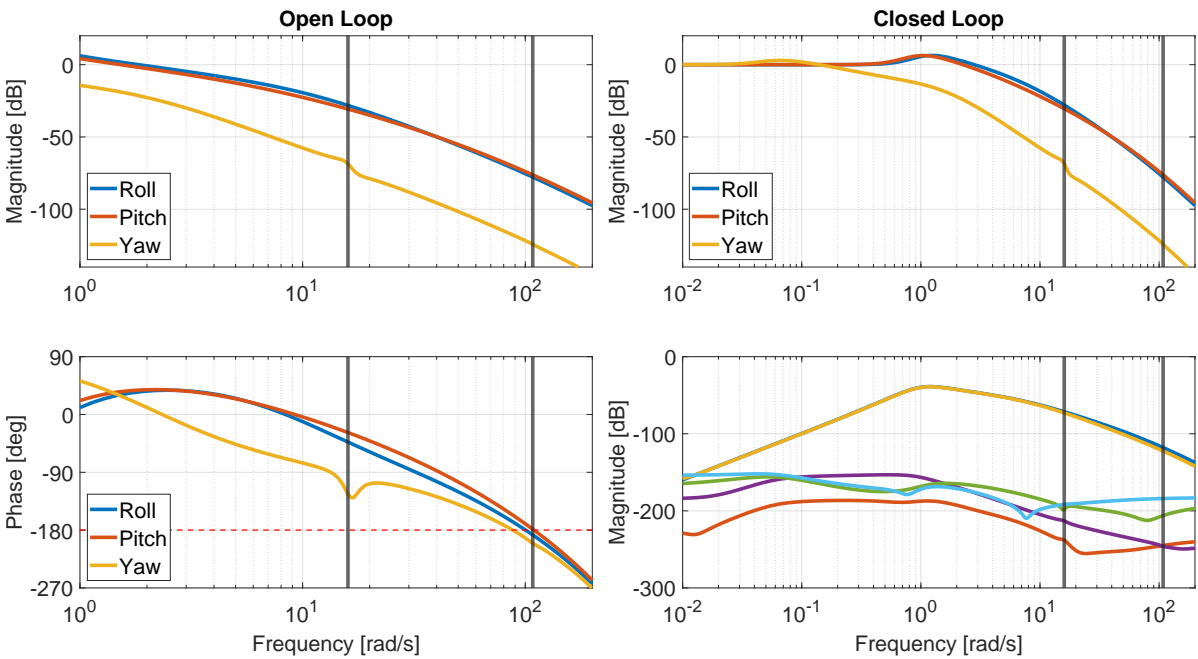 Open Loop
Closed Loop
Magnitude [dB]
0
-50
-100
Roll
Pitch
Yaw
10^0
10^1
10^2
Magnitude [dB]
0
-50
-100
Roll
Pitch
Yaw
10^-2
10^-1
10^0
10^1
10^2
Phase [deg]
90
0
-90
-180
-270
Roll
Pitch
Yaw
10^0
10^1
10^2
Frequency [rad/s]
Magnitude [dB]
0
-100
-200
-300
10^-2
10^-1
10^0
10^1
10^2
Frequency [rad/s]